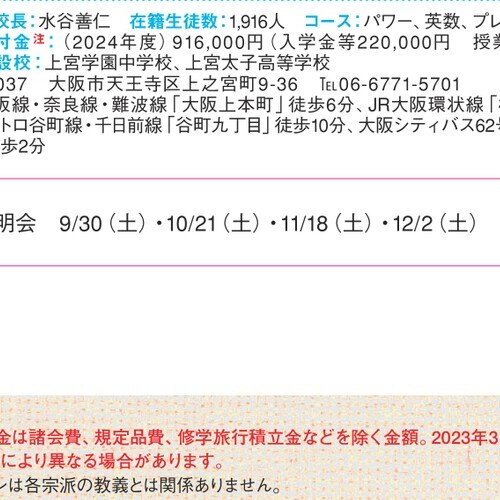 校長：水谷善仁　在籍生徒数：1,916人　コース：パワー、英数、プレ
付金注：（2024年度）916,000円（入学金等220,000円　授業
設校：上宮学園中学校、上宮太子高等学校
037　大阪市天王寺区上之宮町9-36　℡06-6771-5701
阪線・奈良線・難波線「大阪上本町」徒歩6分、JR大阪環状線「
トロ谷町線・千日前線「谷町九丁目」徒歩10分、大阪シティバス62
歩2分
明会　9/30（土）・10/21（土）・11/18（土）・12/2（土）
金は諸会費、規定品費、修学旅行積立金などを除く金額。2023年3
により異なる場合があります。
は各宗派の教義とは関係ありません。